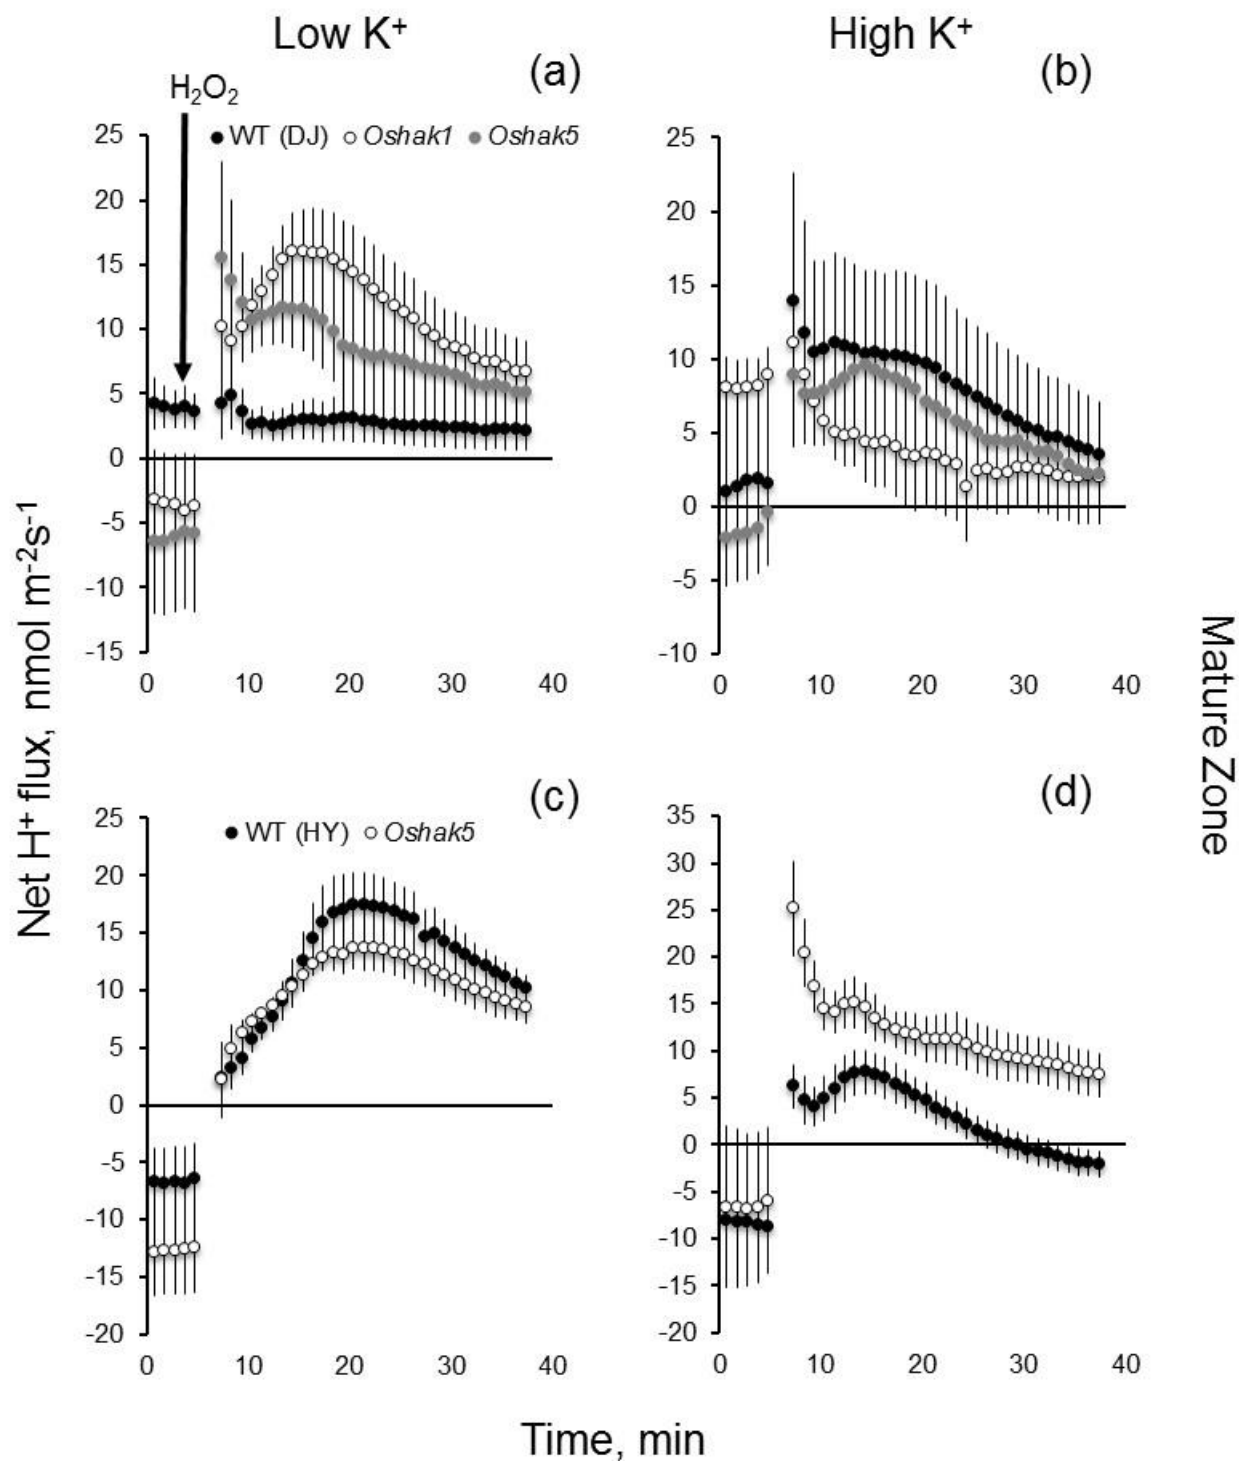 Low K⁺
High K⁺
(a)
(b)
H₂O₂
WT (DJ) Oshak1 Oshak5
25
20
15
10
5
0
-5
-10
-15
0 10 20 30 40
25
20
15
10
5
0
-5
-10
0 10 20 30 40
(c)
(d)
WT (HY) Oshak5
25
20
15
10
5
0
-5
-10
-15
-20
0 10 20 30 40
35
30
25
20
15
10
5
0
-5
-10
-15
-20
0 10 20 30 40
Net H⁺ flux, nmol m⁻²s⁻¹
Mature Zone
Time, min